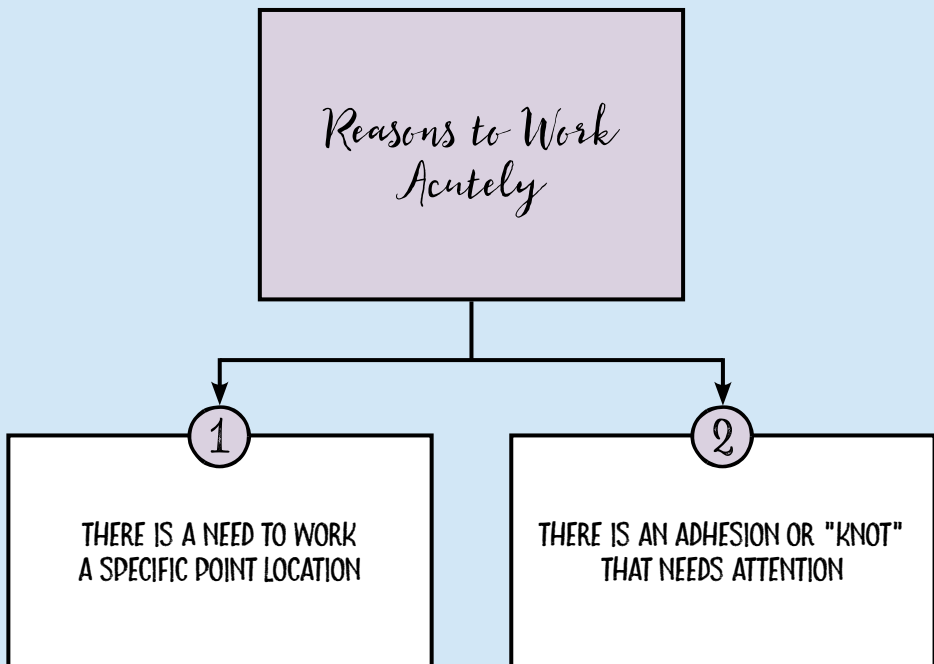 Reasons to Work
Acutely
1
THERE IS A NEED TO WORK
A SPECIFIC POINT LOCATION
2
THERE IS AN ADHESION OR "KNOT"
THAT NEEDS ATTENTION